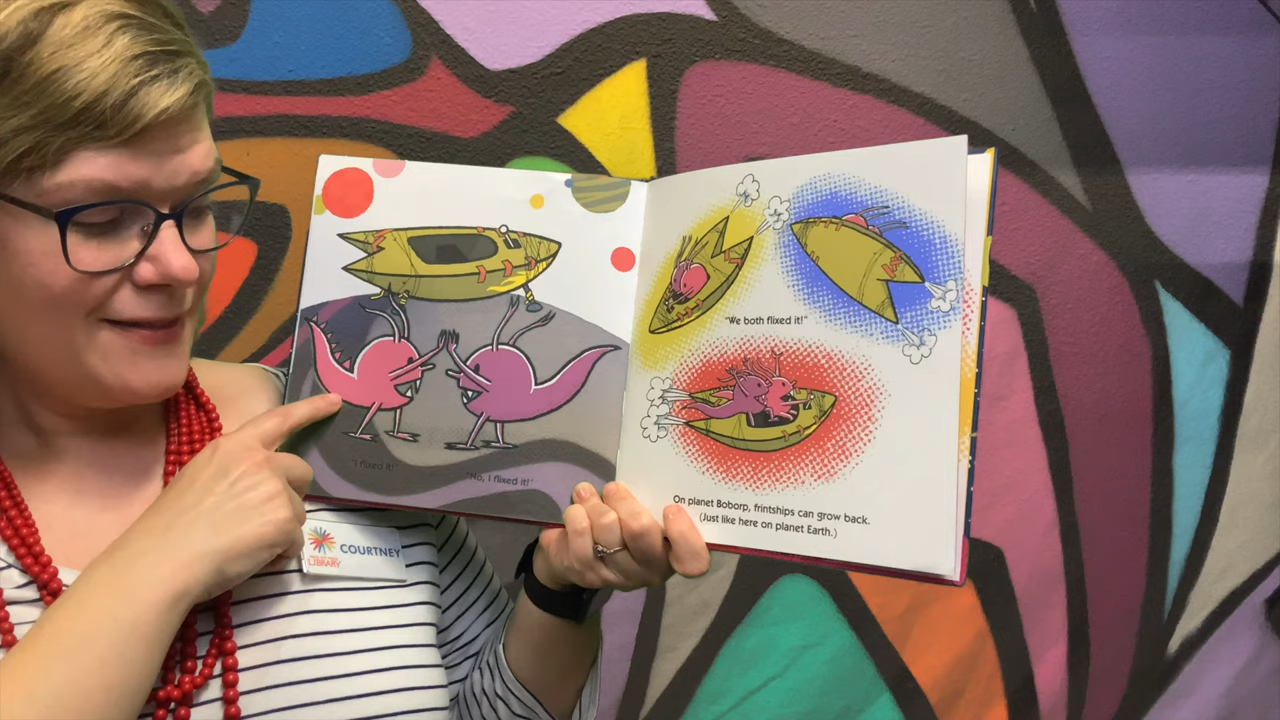 "I flixed it!"
"No, I flixed it!"
"We both flixed it!"
On planet Boborp, frintships can grow back.
(Just like here on planet Earth.)
COURTNEY
LIBRARY